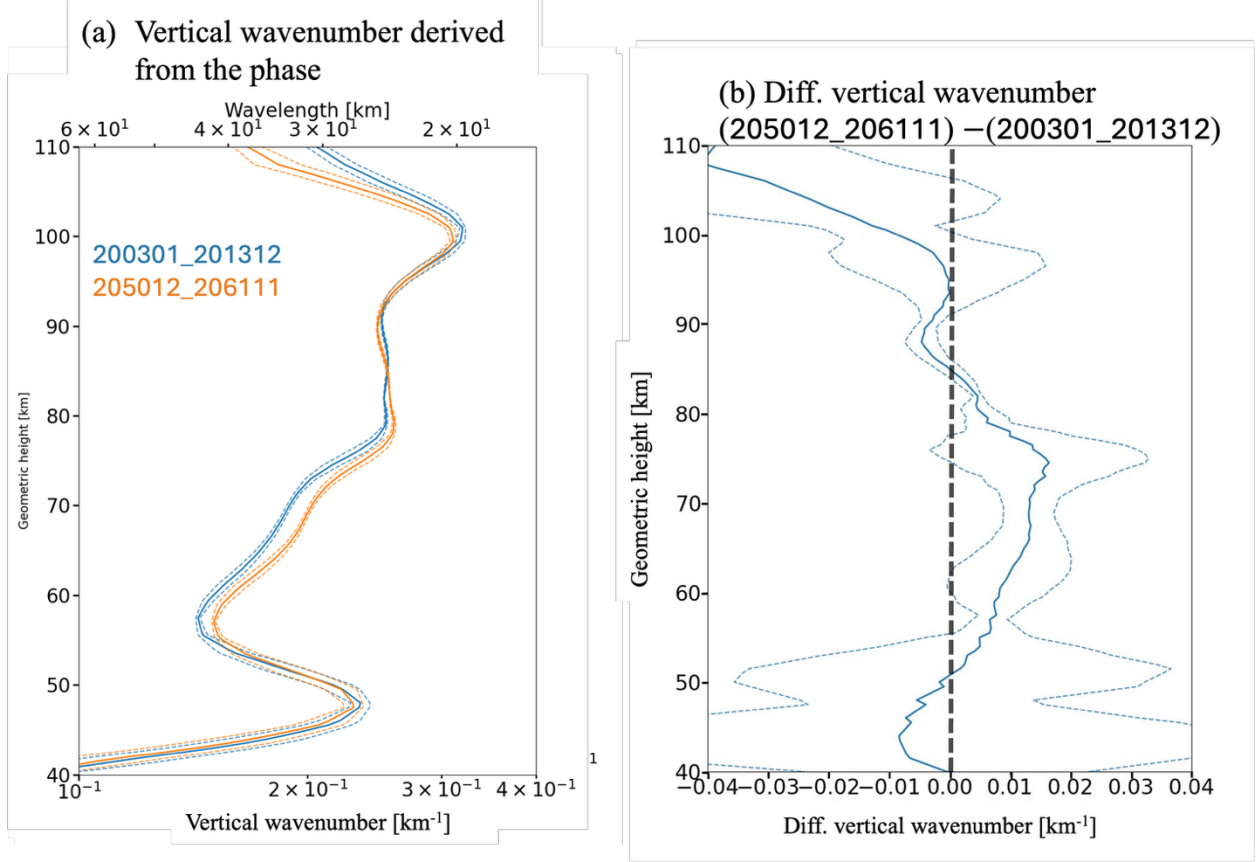 (a) Vertical wavenumber derived
from the phase
Wavelength [km]
6 × 10¹ 4 × 10¹ 3 × 10¹ 2 × 10¹
110
100
90
80
70
60
50
40
Geometric height [km]
200301_201312
205012_206111
10⁻¹ 2 × 10⁻¹ 3 × 10⁻¹ 4 × 10⁻¹
Vertical wavenumber [km⁻¹]
1
(b) Diff. vertical wavenumber
(205012_206111) −(200301_201312)
110
100
90
80
70
60
50
40
Geometric height [km]
−0.04 −0.03 −0.02 −0.01 0.00 0.01 0.02 0.03 0.04
Diff. vertical wavenumber [km⁻¹]